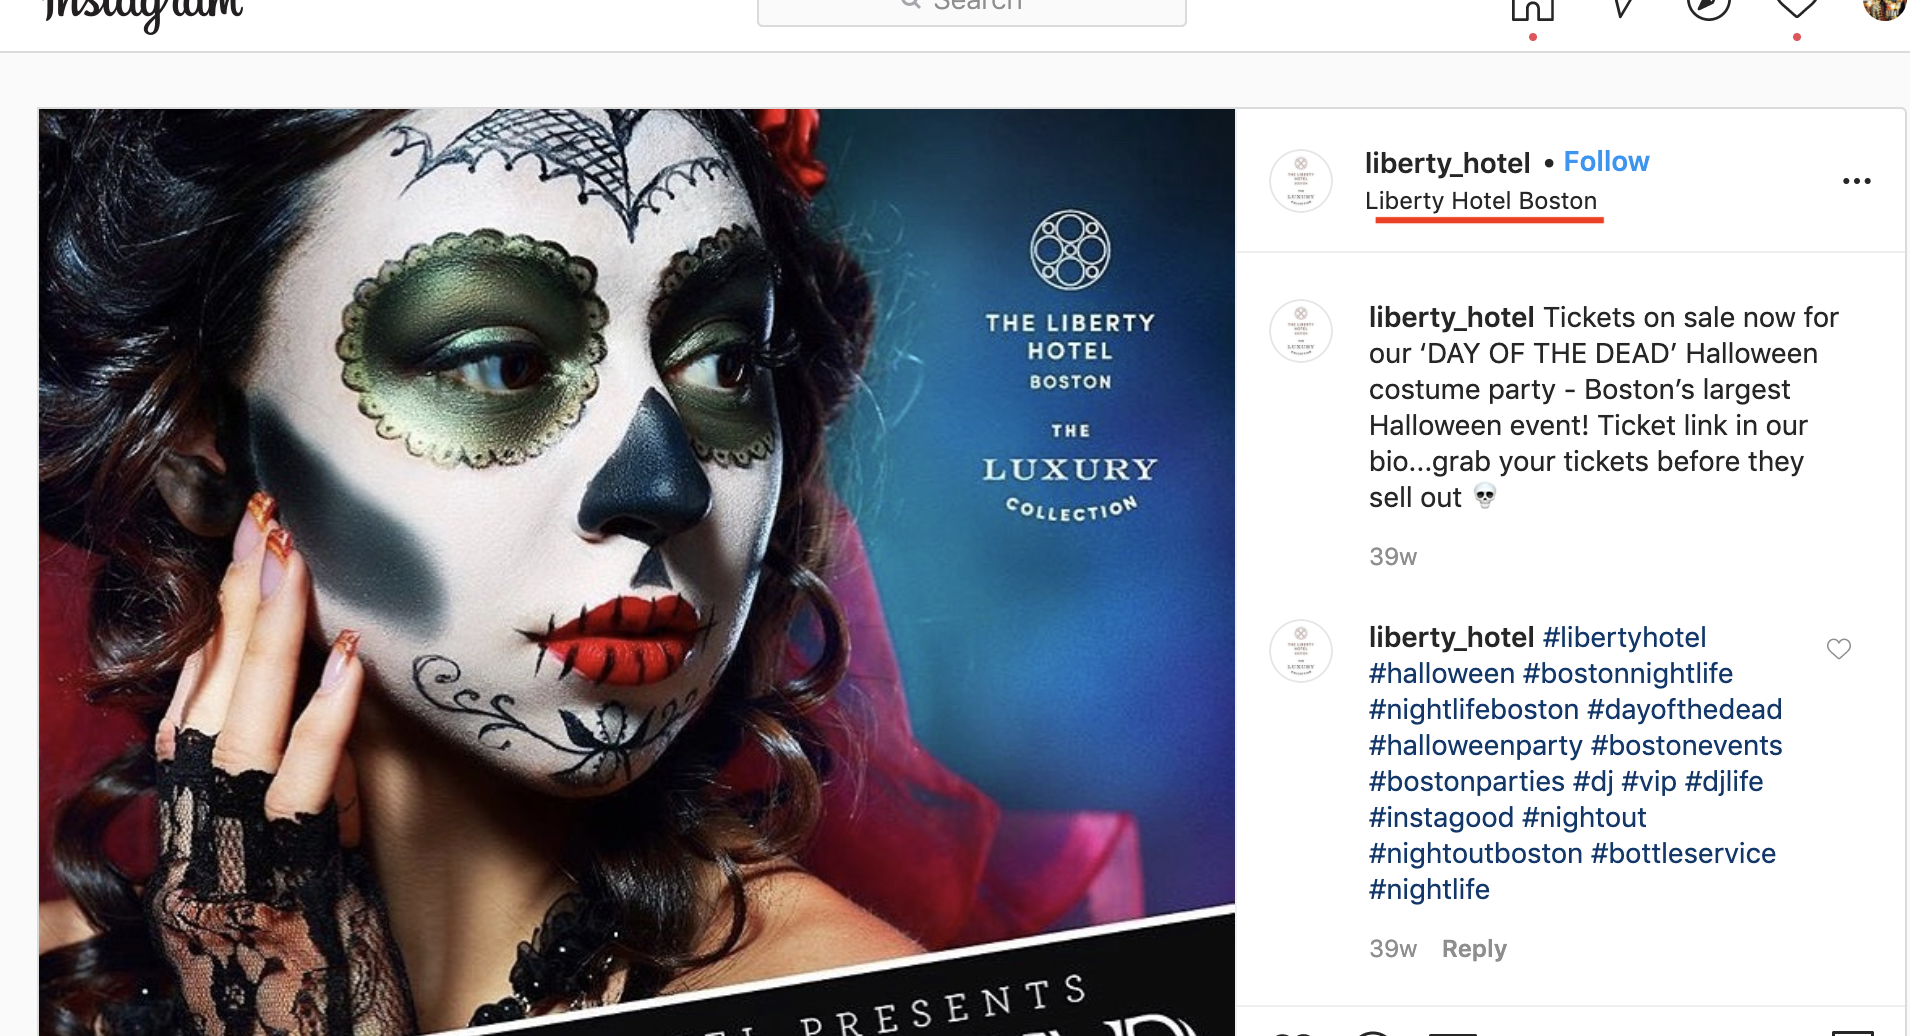 Instagram
Search
liberty_hotel • Follow
Liberty Hotel Boston
THE LIBERTY
HOTEL
BOSTON
THE
LUXURY
COLLECTION
PRESENTS
liberty_hotel Tickets on sale now for
our ‘DAY OF THE DEAD’ Halloween
costume party - Boston’s largest
Halloween event! Ticket link in our
bio...grab your tickets before they
sell out 💀
39w
liberty_hotel #libertyhotel
#halloween #bostonnightlife
#nightlifeboston #dayofthedead
#halloweenparty #bostonevents
#bostonparties #dj #vip #djlife
#instagood #nightout
#nightoutboston #bottleservice
#nightlife
39w Reply